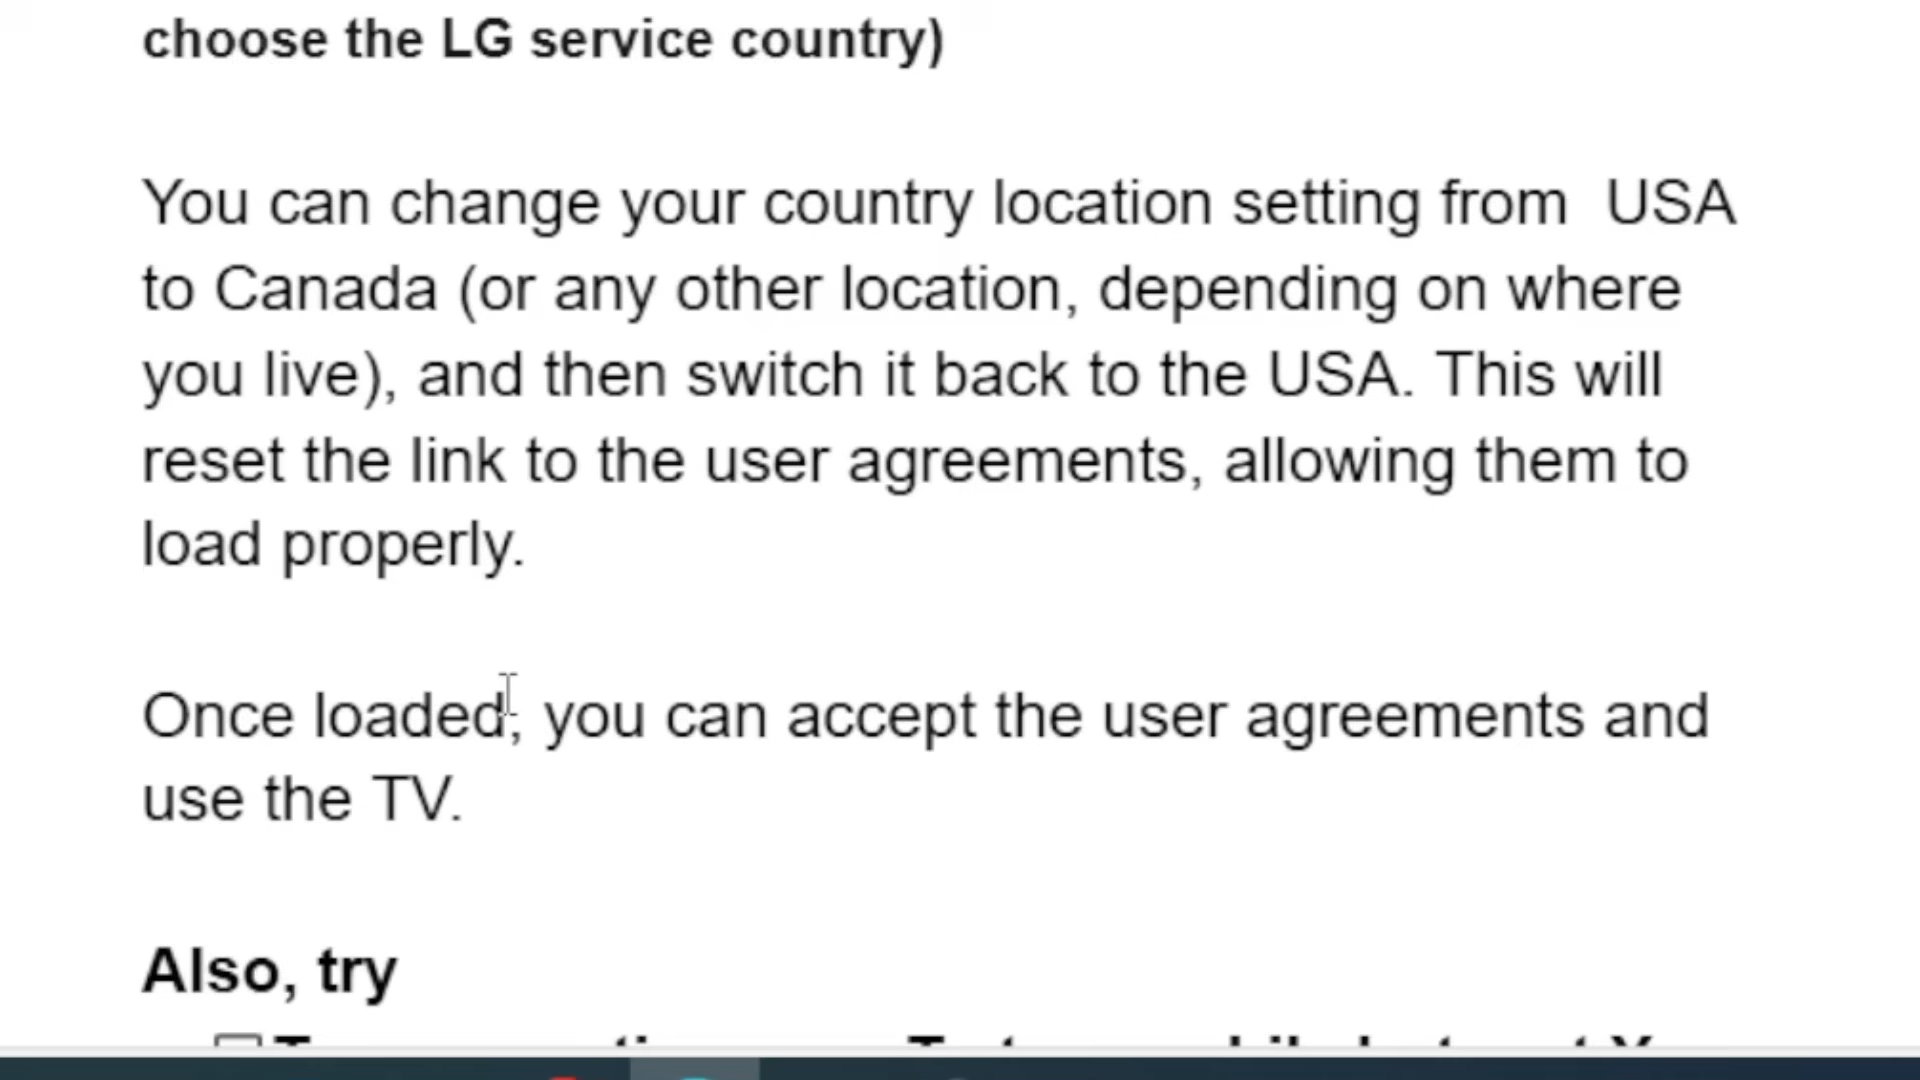 choose the LG service country)
You can change your country location setting from  USA
to Canada (or any other location, depending on where
you live), and then switch it back to the USA. This will
reset the link to the user agreements, allowing them to
load properly.
Once loaded, you can accept the user agreements and
use the TV.
Also, try